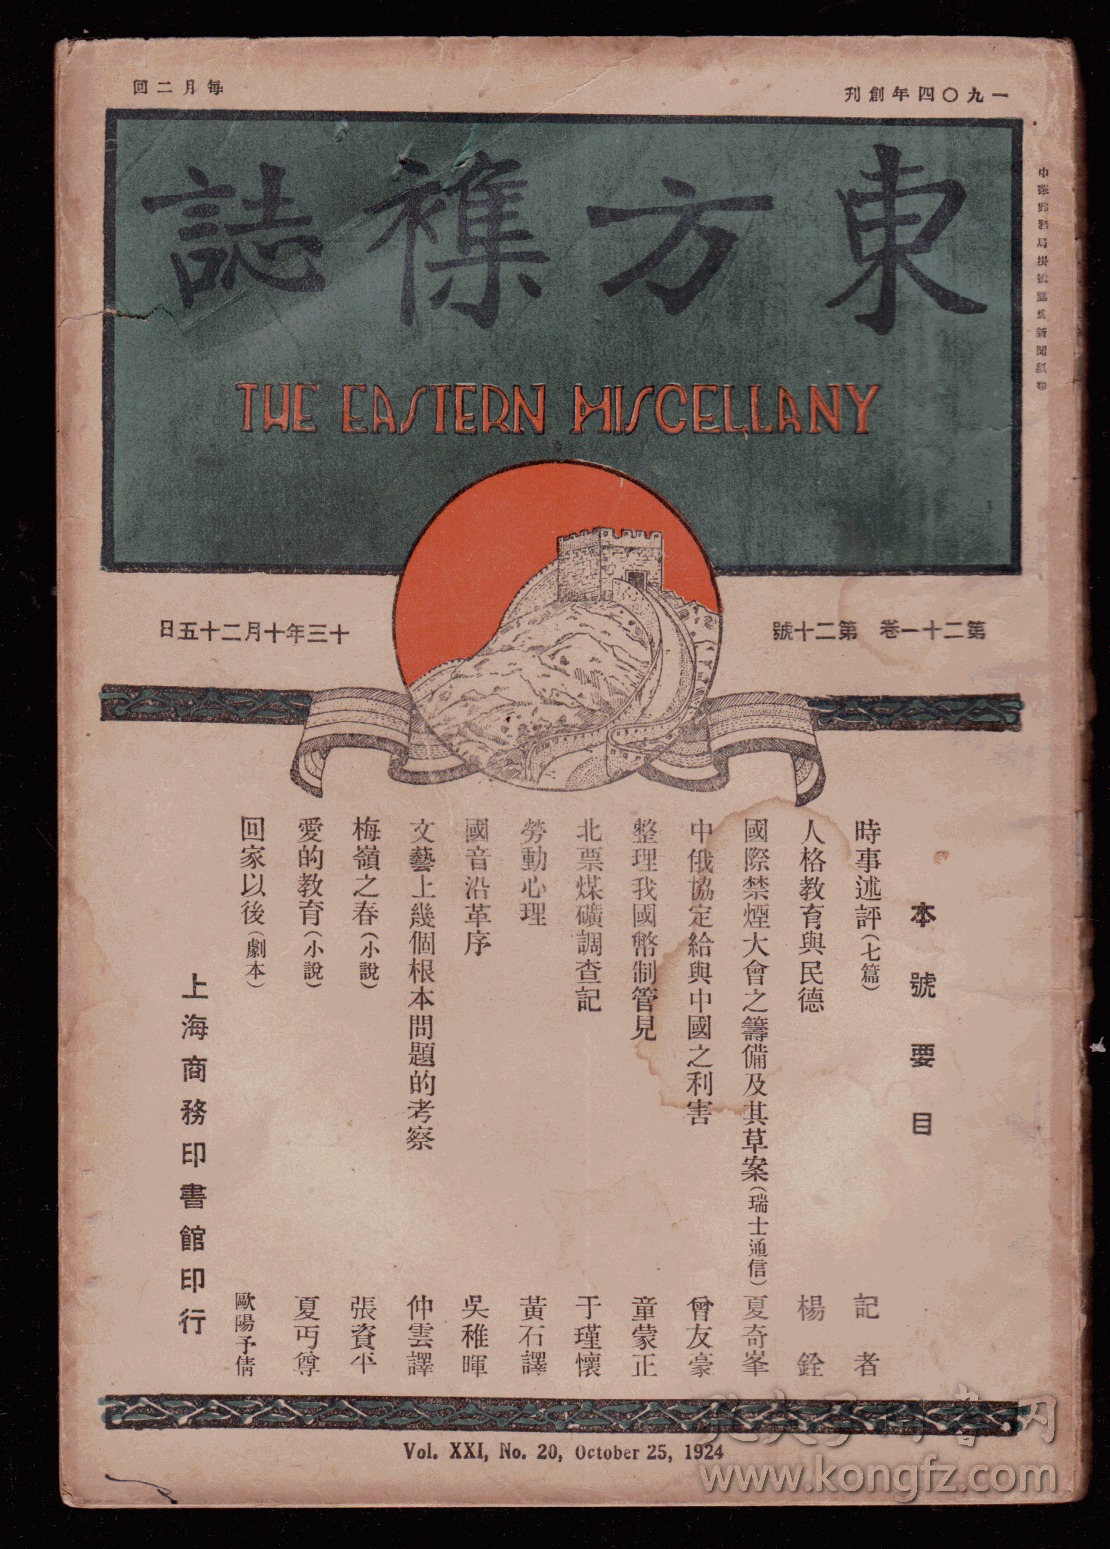 一九〇四年創刊
每月二回
東方襍誌
THE EASTERN MISCELLANY
第二十一卷 第二十號
十三年十月二十五日
本號要目
時事述評(七篇) 記者
人格教育與民德 楊銓
國際禁煙大會之籌備及其草案(瑞士通信) 夏奇峯
中俄協定給與中國之利害 曾友豪
整理我國幣制管見 童蒙正
北票煤礦調查記 于瑾懷
勞動心理 黃石譯
國音沿革序 吳稚暉
文藝上幾個根本問題的考察 仲雲譯
梅嶺之春(小說) 張資平
愛的教育(小說) 夏丏尊
回家以後(劇本) 歐陽予倩
上海商務印書館印行
Vol. XXI, No. 20, October 25, 1924
孔夫子旧书网
www.kongfz.com